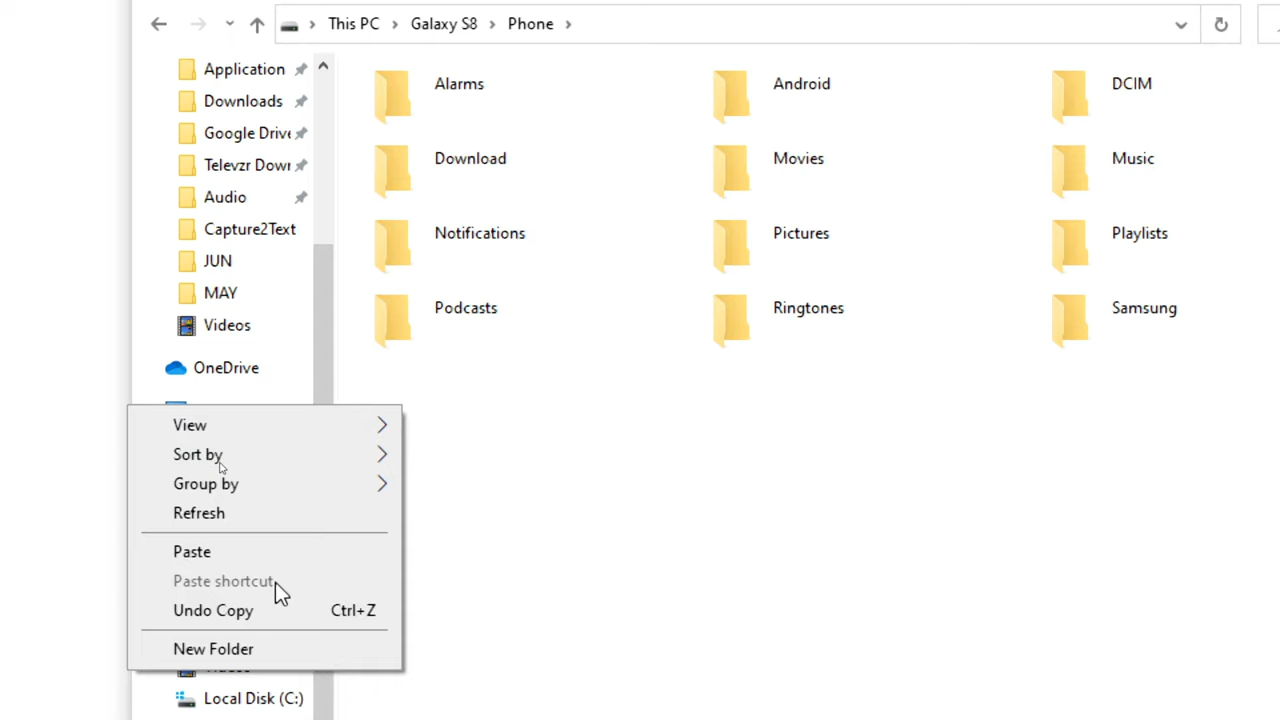 This PC > Galaxy S8 > Phone >
Application
Downloads
Google Drive
Televzr Dow
Audio
Capture2Text
JUN
MAY
Videos
OneDrive
Alarms
Android
DCIM
Download
Movies
Music
Notifications
Pictures
Playlists
Podcasts
Ringtones
Samsung
View
Sort by
Group by
Refresh
Paste
Paste shortcut
Undo Copy Ctrl+Z
New Folder
Videos
Local Disk (C:)